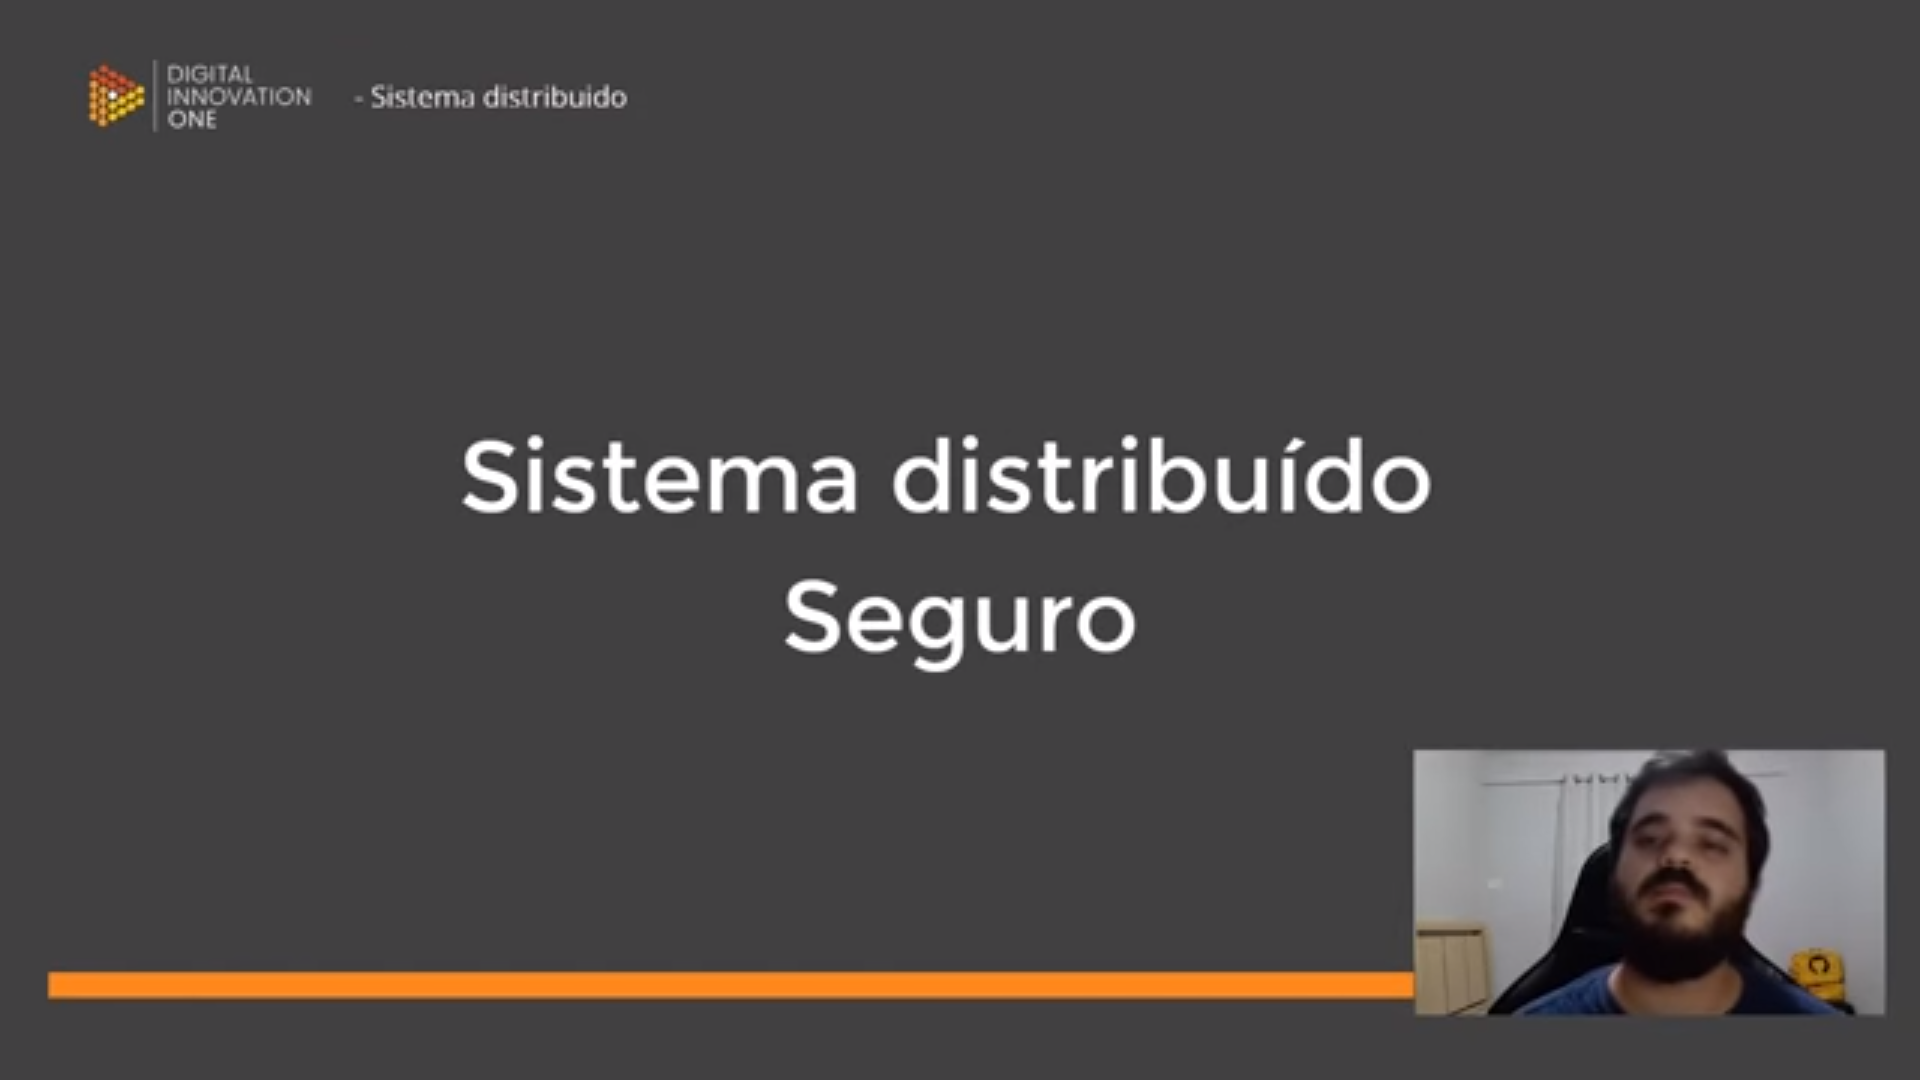 DIGITAL
INNOVATION
ONE
- Sistema distribuido
Sistema distribuído
Seguro